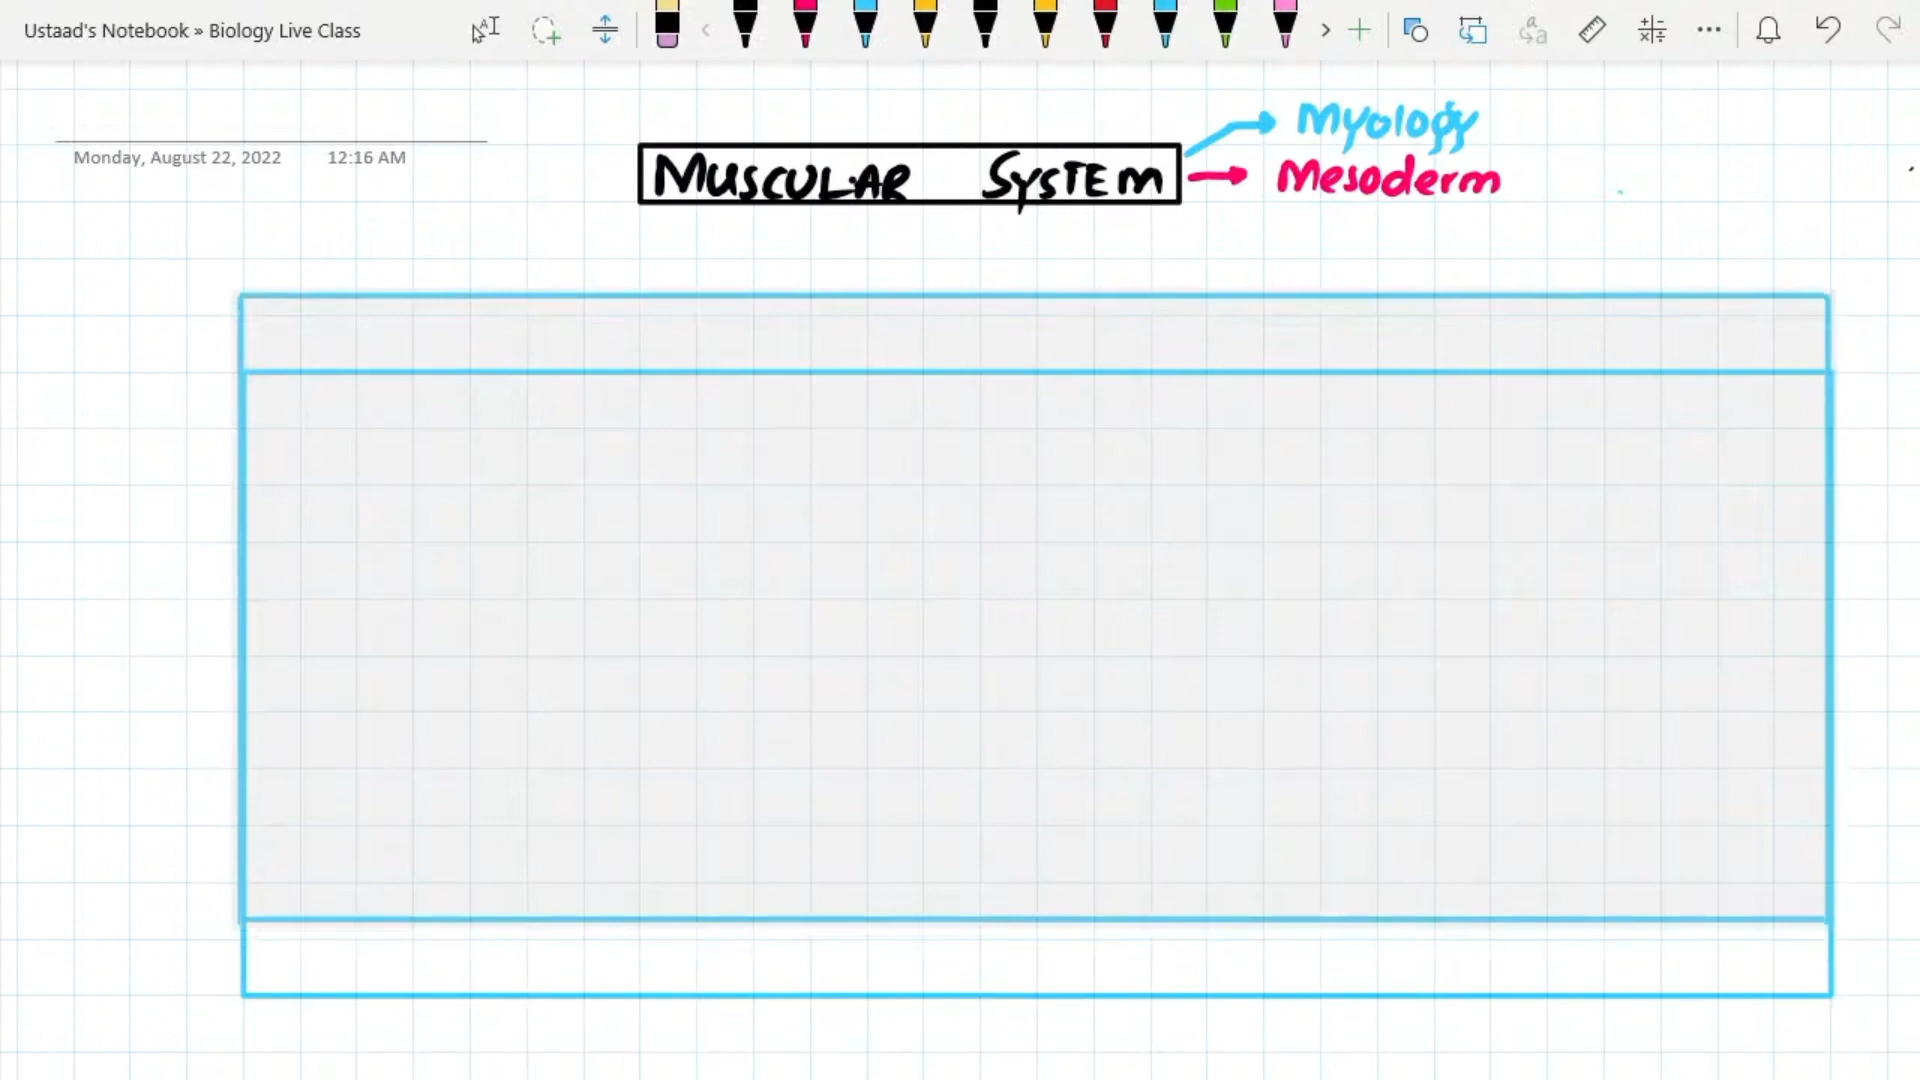 Ustaad's Notebook » Biology Live Class
Myology
MUSCULAR SYSTEM
Mesoderm
Monday, August 22, 2022 12:16 AM